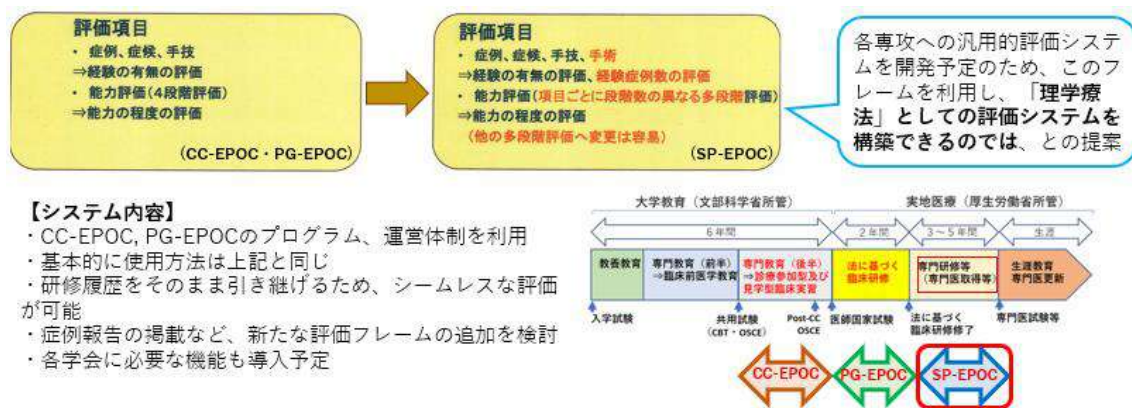 評価項目
・ 症例、症候、手技
⇒経験の有無の評価
・ 能力評価(4段階評価)
⇒能力の程度の評価
(CC-EPOC・PG-EPOC)
評価項目
・ 症例、症候、手技、手術
⇒経験の有無の評価、経験症例数の評価
・ 能力評価(項目ごとに段階数の異なる多段階評価)
⇒能力の程度の評価
(他の多段階評価へ変更は容易)
(SP-EPOC)
各専攻への汎用的評価システ
ムを開発予定のため、このフ
レームを利用し、「理学療
法」としての評価システムを
構築できるのでは、との提案
【システム内容】
・CC-EPOC, PG-EPOCのプログラム、運営体制を利用
・基本的に使用方法は上記と同じ
・研修履歴をそのまま引き継げるため、シームレスな評価
が可能
・症例報告の掲載など、新たな評価フレームの追加を検討
・各学会に必要な機能も導入予定
大学教育(文部科学省所管)
実地医療(厚生労働省所管)
6年間
2年間
3～5年間
生涯
教養教育
専門教育(前半)
⇒臨床前医学教育
専門教育(後半)
⇒診療参加型及び
見学型臨床実習
法に基づく
臨床研修
専門研修等
(専門医取得等)
生涯教育
専門医更新
入学試験
共用試験
(CBT・OSCE)
Post-CC
OSCE
医師国家試験
法に基づく
臨床研修修了
専門医試験等
CC-EPOC
PG-EPOC
SP-EPOC